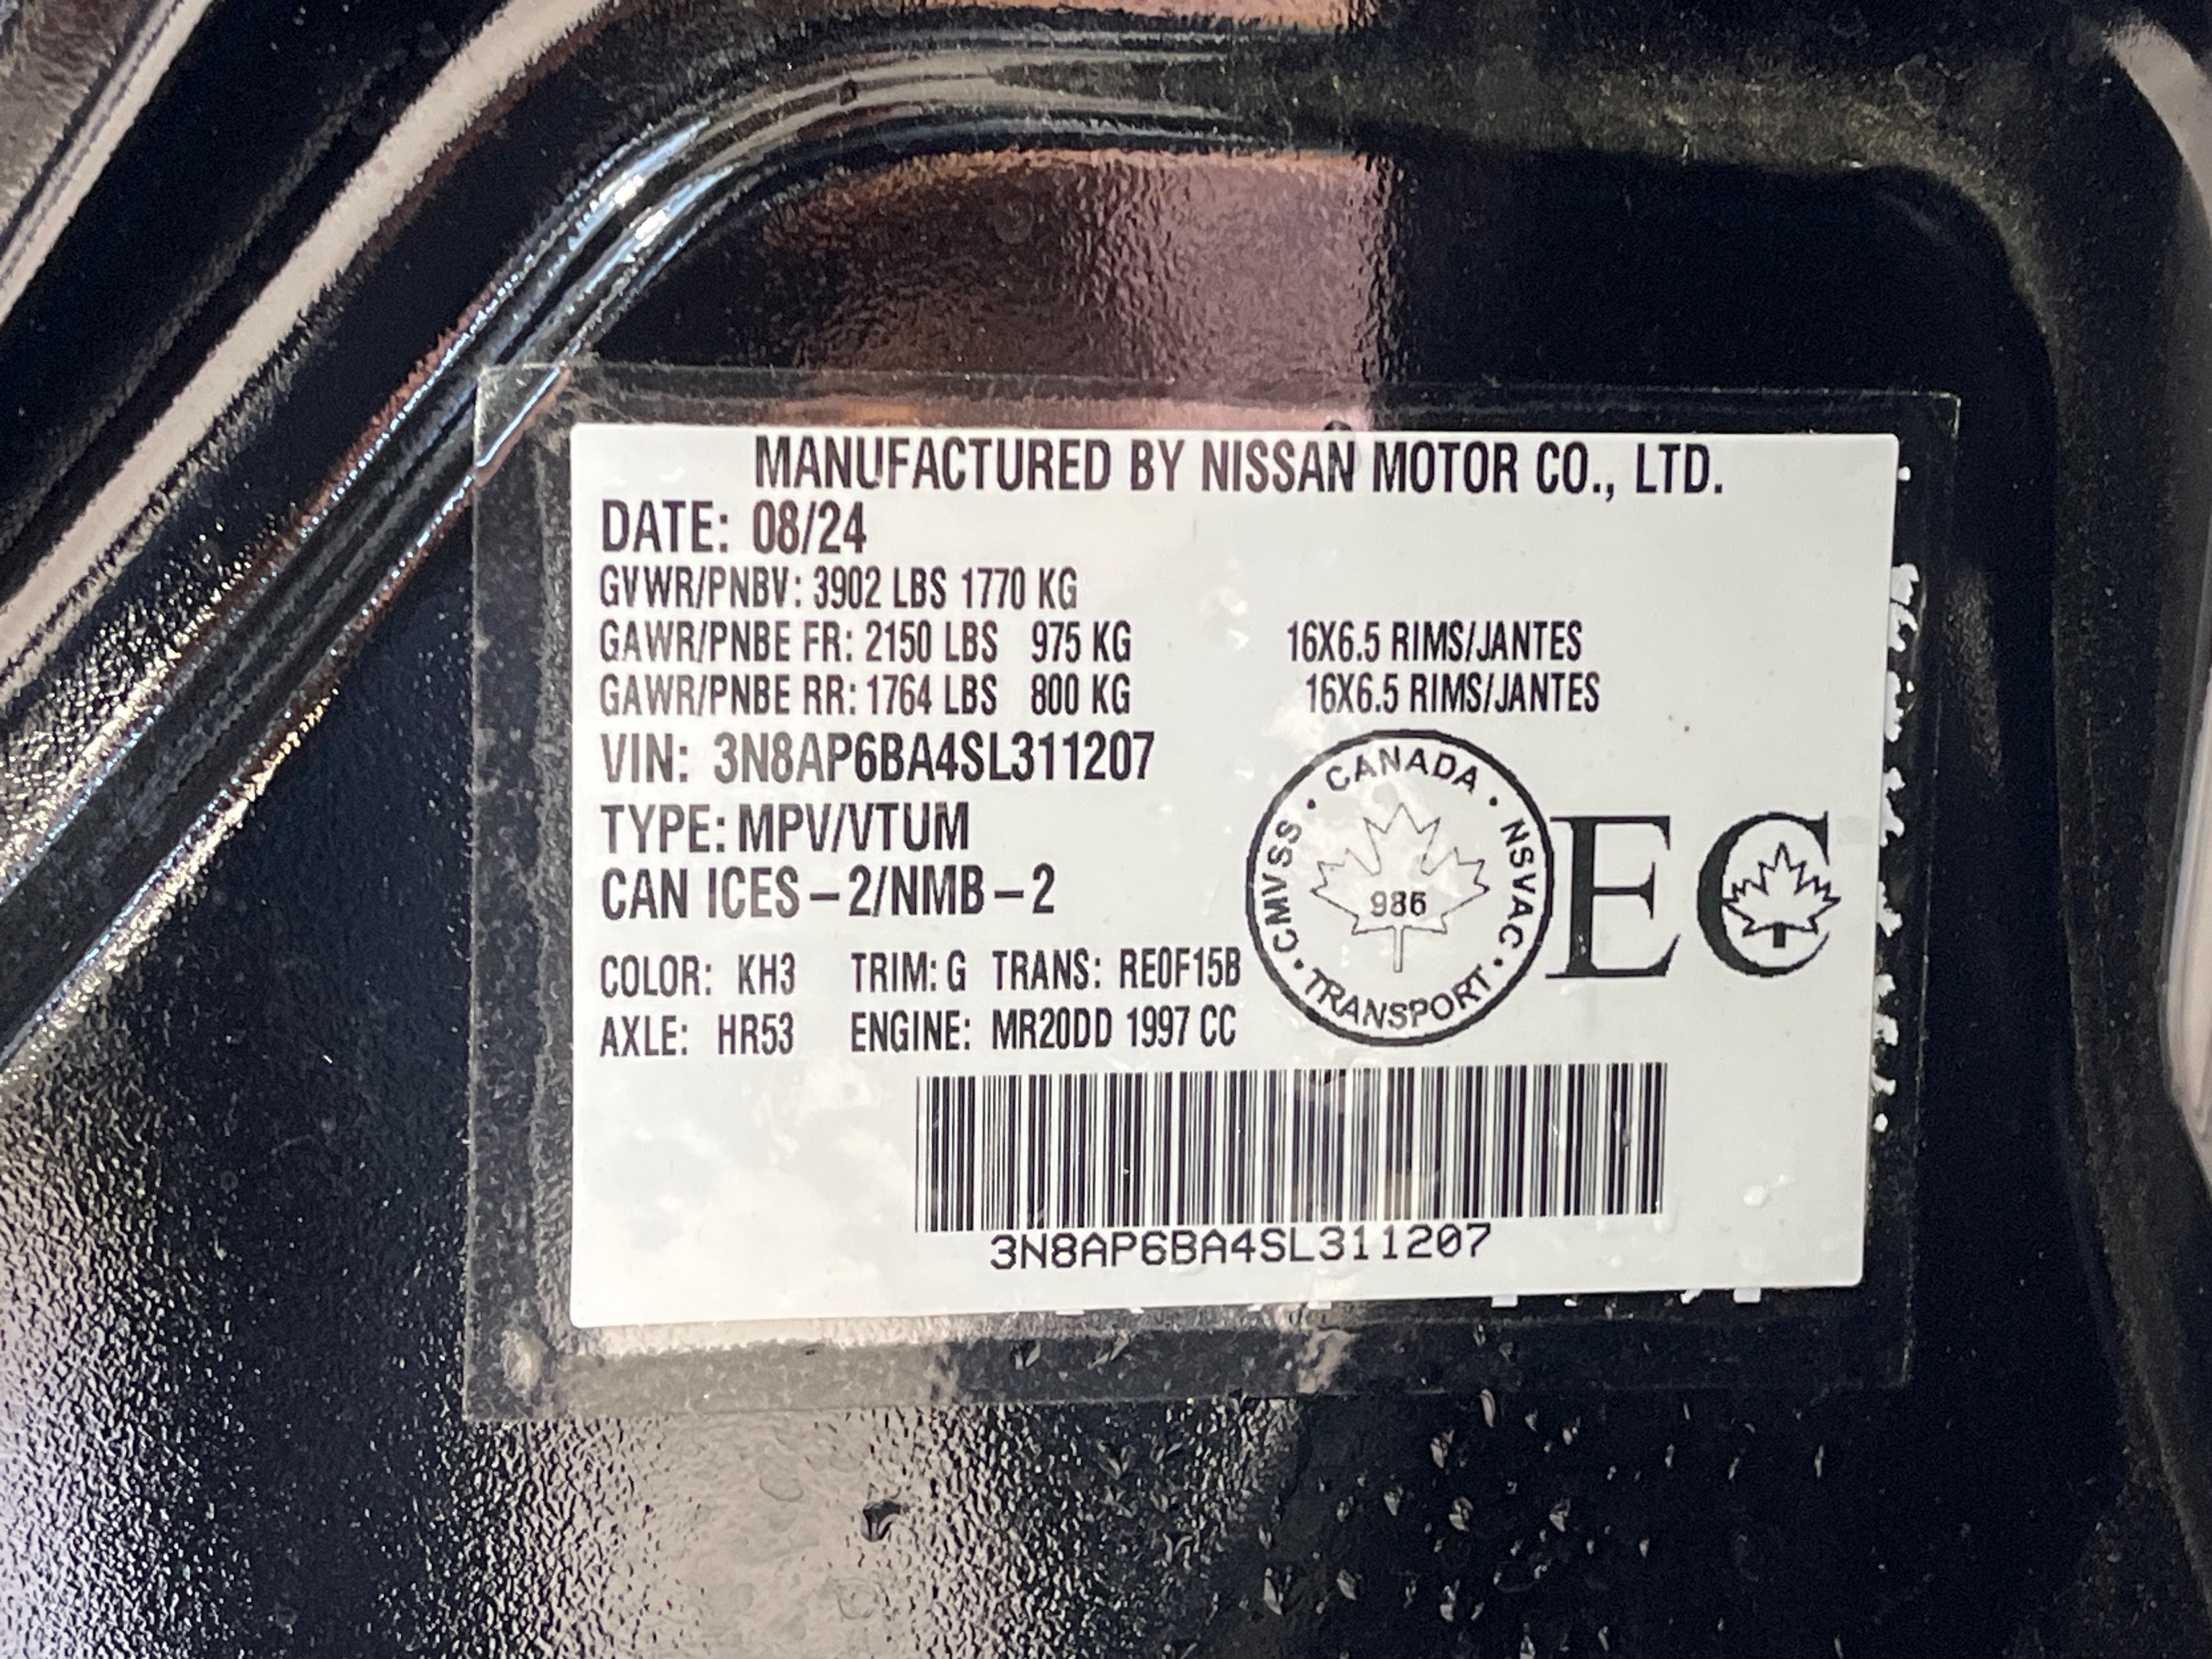 MANUFACTURED BY NISSAN MOTOR CO., LTD.
DATE: 08/24
GVWR/PNBV: 3902 LBS 1770 KG
GAWR/PNBE FR: 2150 LBS 975 KG 16X6.5 RIMS/JANTES
GAWR/PNBE RR: 1764 LBS 800 KG 16X6.5 RIMS/JANTES
VIN: 3N8AP6BA4SL311207
TYPE: MPV/VTUM
CAN ICES-2/NMB-2
CANADA • NSVAC • TRANSPORT • CMVSS •
986
EC
COLOR: KH3 TRIM: G TRANS: RE0F15B
AXLE: HR53 ENGINE: MR20DD 1997 CC
3N8AP6BA4SL311207